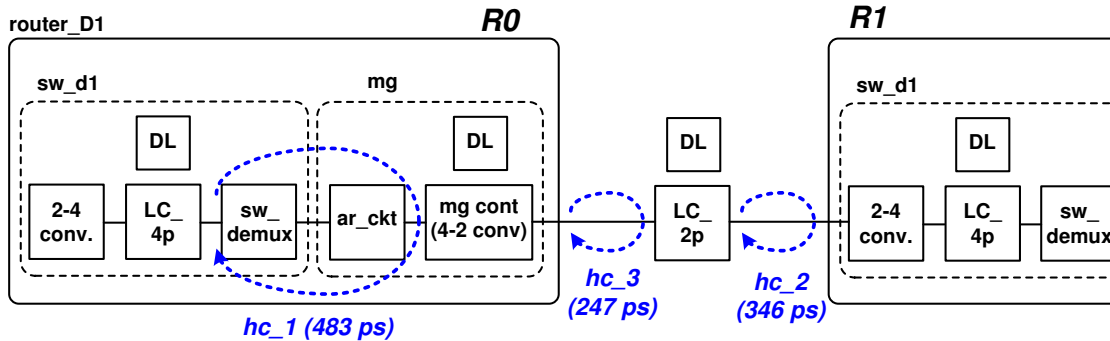 router_D1
R0
R1
sw_d1
mg
sw_d1
DL
DL
DL
DL
2-4
conv.
LC_
4p
sw_
demux
ar_ckt
mg cont
(4-2 conv)
LC_
2p
2-4
conv.
LC_
4p
sw_
demux
hc_1 (483 ps)
hc_3
(247 ps)
hc_2
(346 ps)